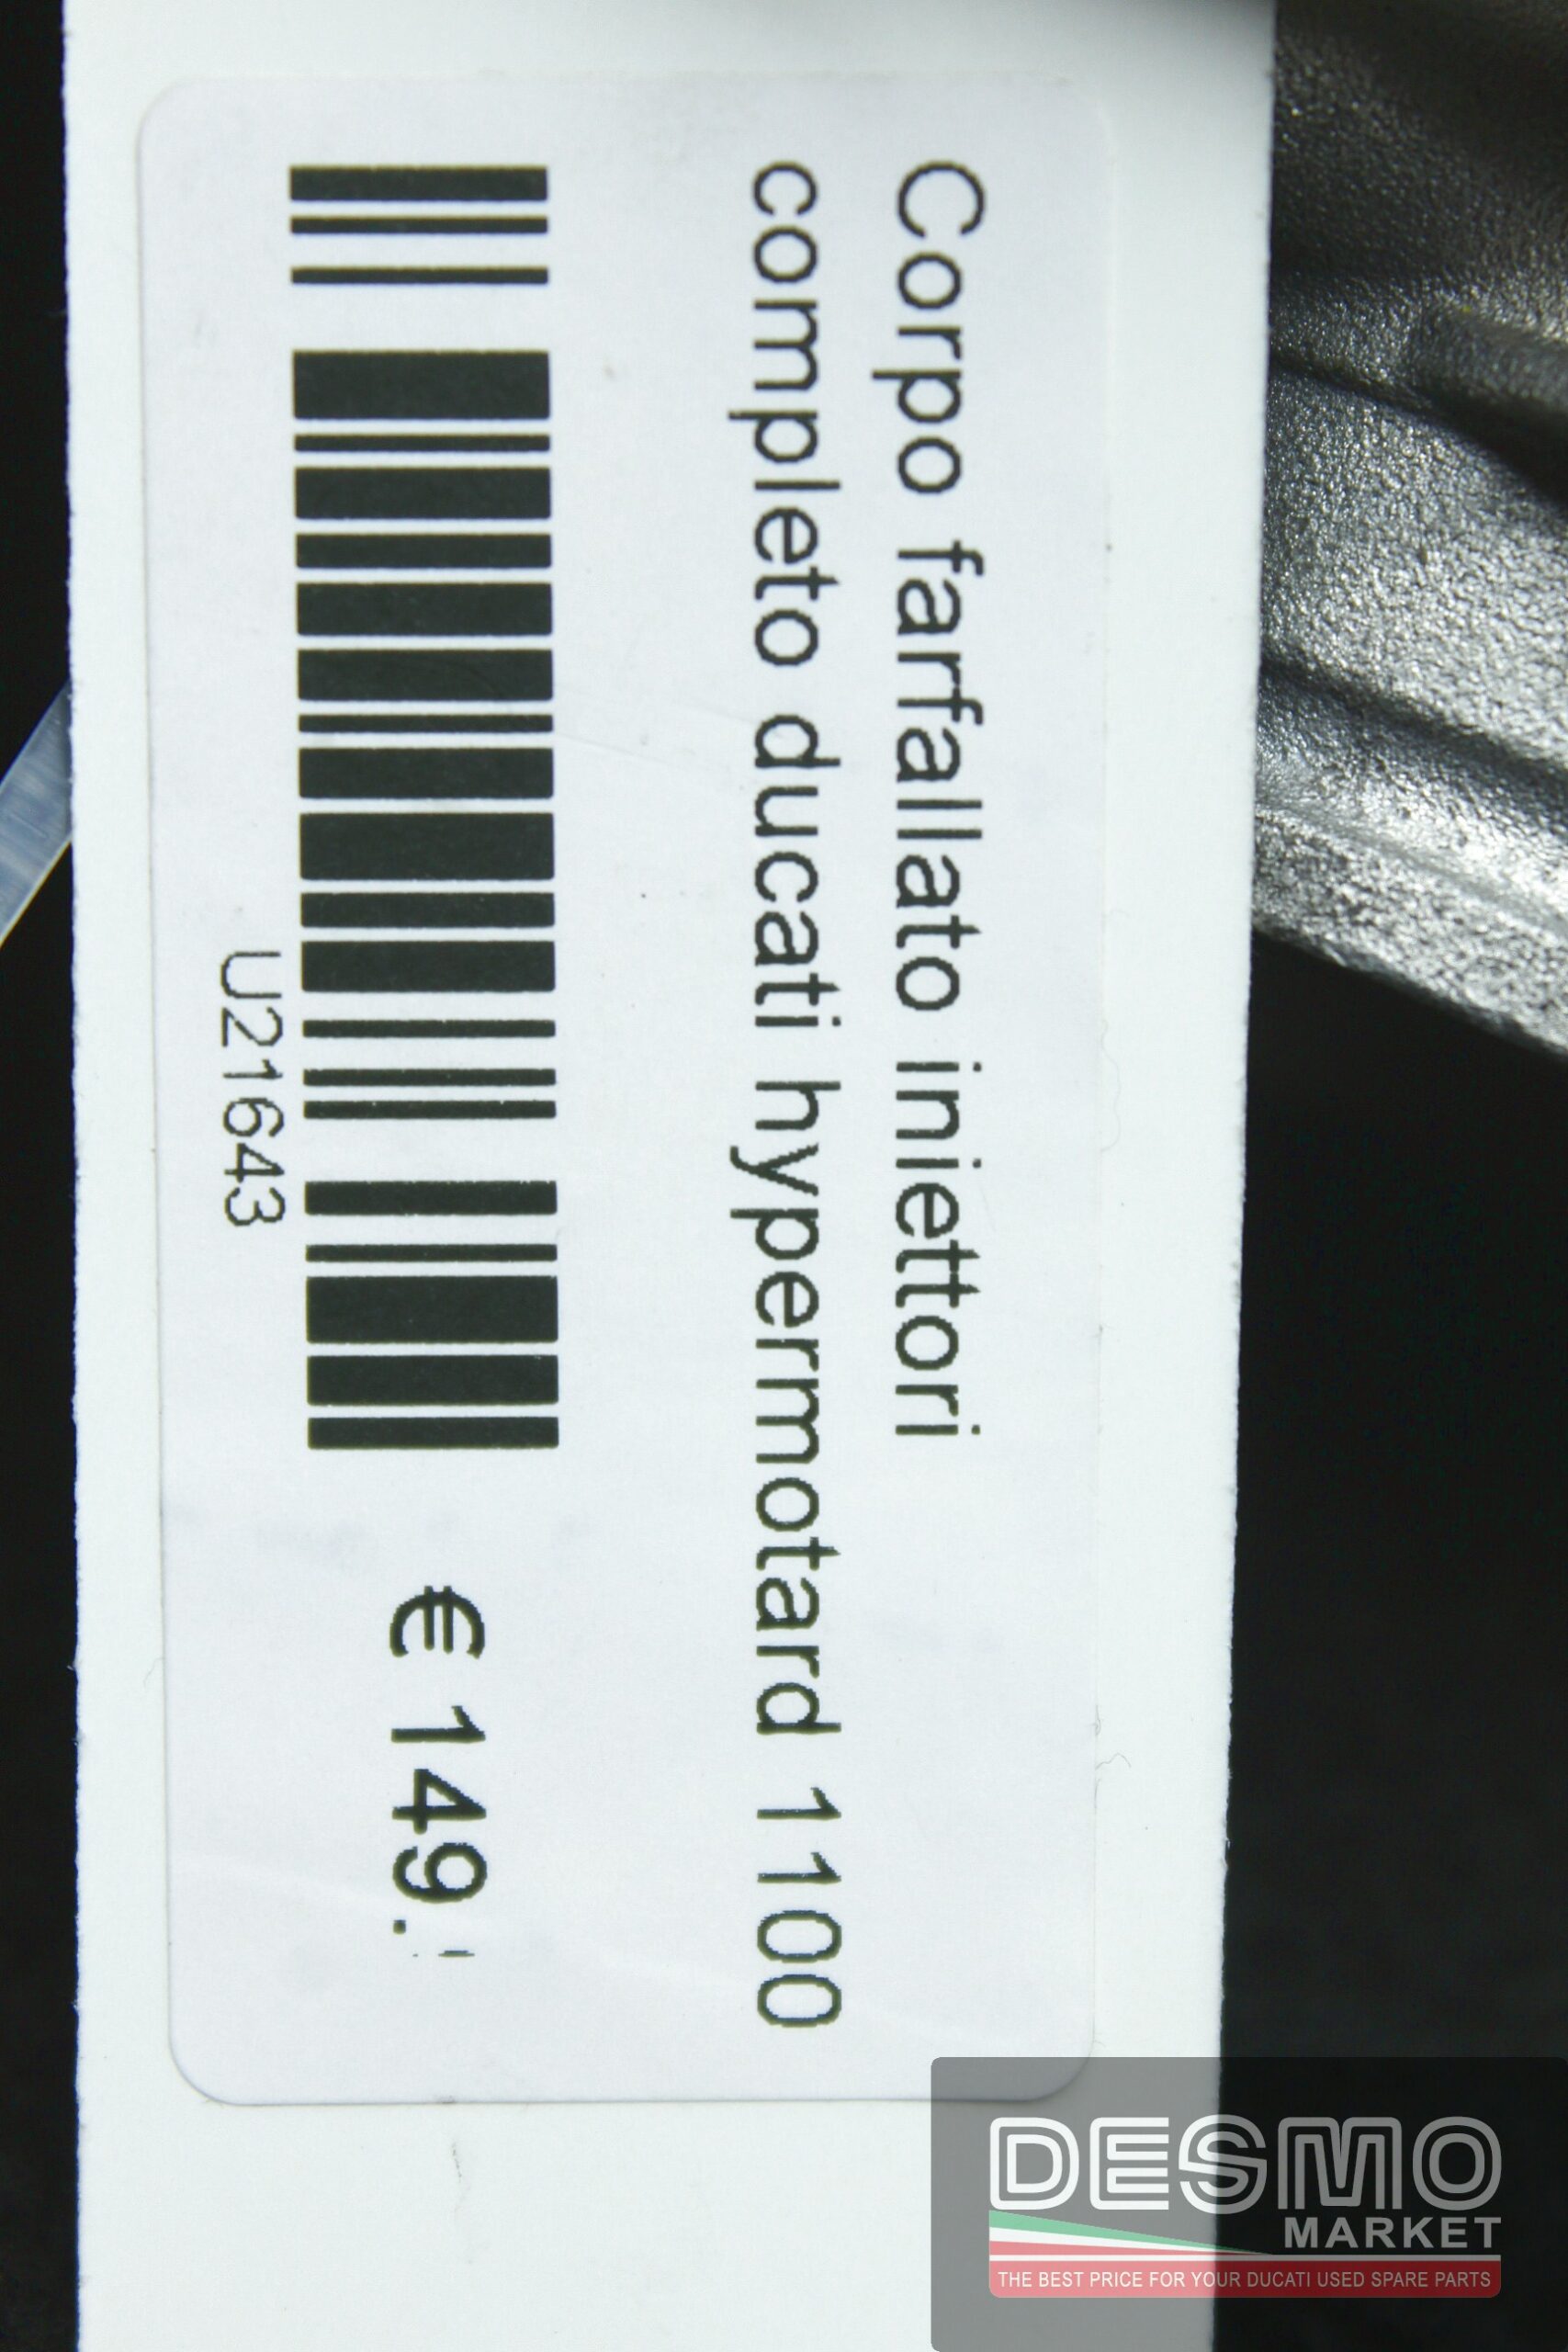 Corpo farfallato iniettori
completo ducati hypermotard 1100
U21643
€ 149.
DESMO
MARKET
THE BEST PRICE FOR YOUR DUCATI USED SPARE PARTS